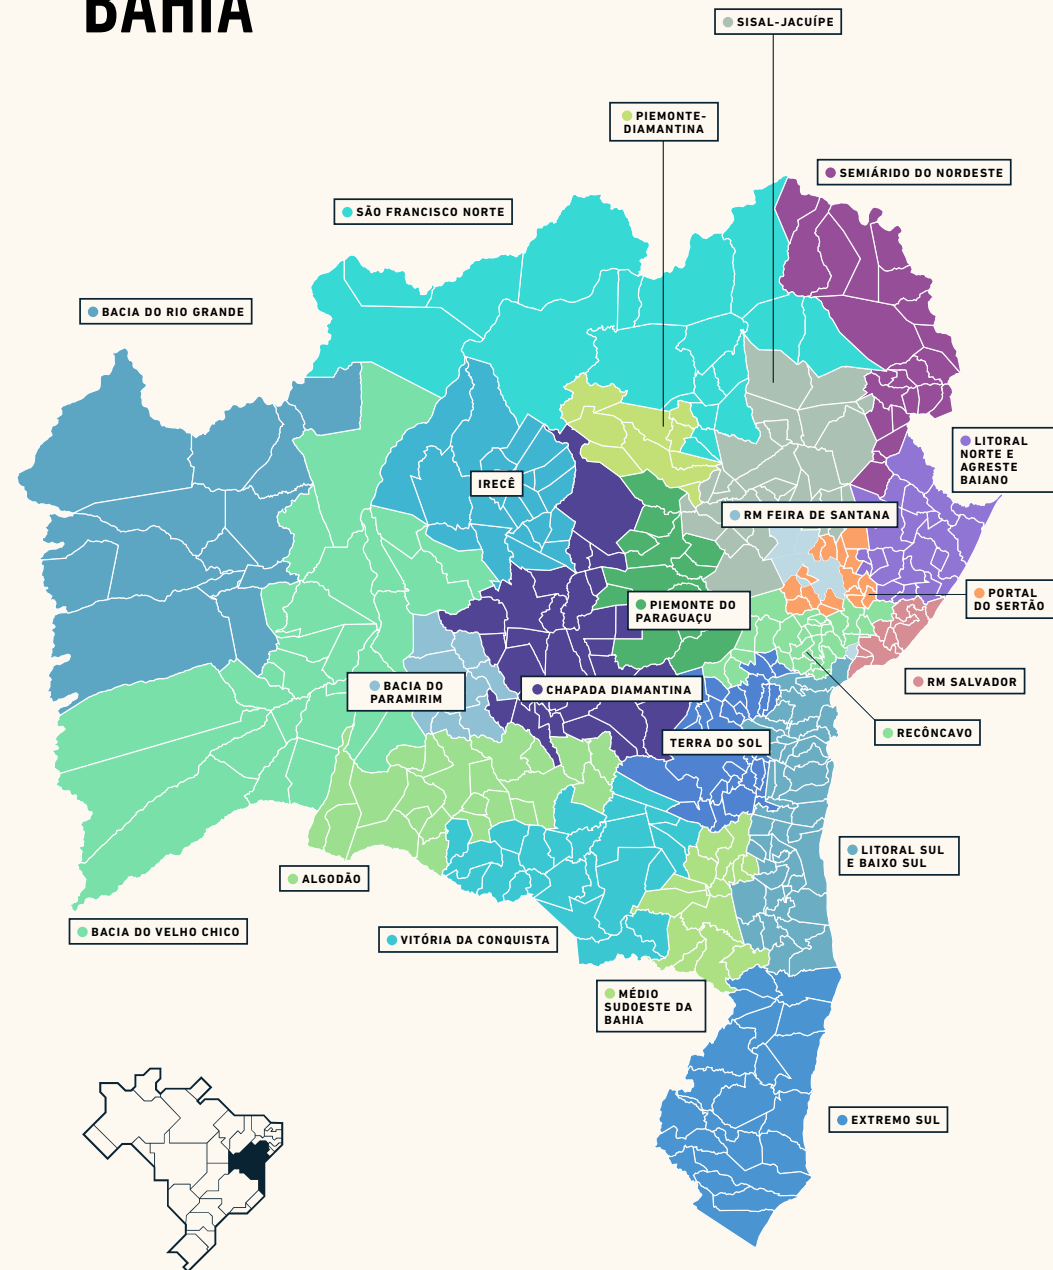 BAHIA
SISAL-JACUÍPE
PIEMONTE-
DIAMANTINA
SEMIÁRIDO DO NORDESTE
SÃO FRANCISCO NORTE
BACIA DO RIO GRANDE
LITORAL
NORTE E
AGRESTE
BAIANO
IRECÊ
RM FEIRA DE SANTANA
PORTAL
DO SERTÃO
PIEMONTE DO
PARAGUAÇU
RM SALVADOR
BACIA DO
PARAMIRIM
CHAPADA DIAMANTINA
RECÔNCAVO
TERRA DO SOL
LITORAL SUL
E BAIXO SUL
ALGODÃO
BACIA DO VELHO CHICO
VITÓRIA DA CONQUISTA
MÉDIO
SUDOESTE DA
BAHIA
EXTREMO SUL